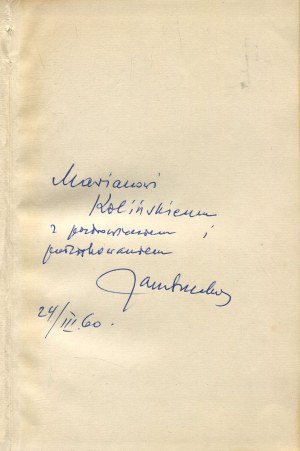 Marianowi
Kolińskiemu
z pozdrowieniem i
podziękowaniem
24/III.60.